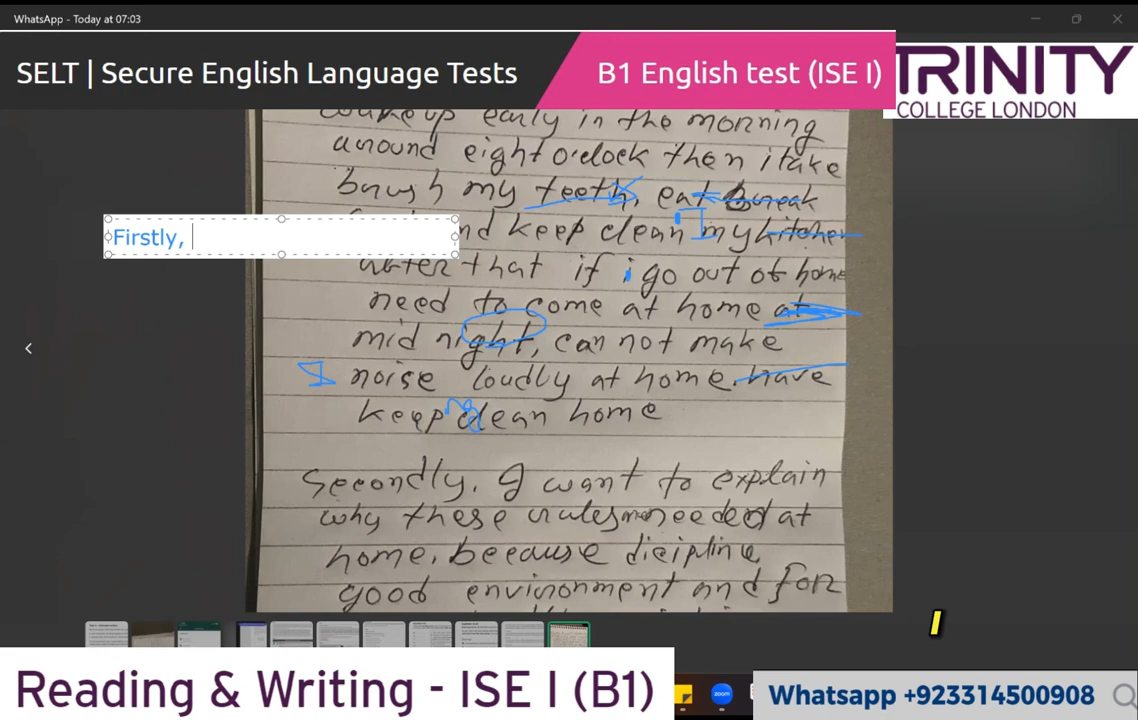 WhatsApp - Today at 07:03
SELT | Secure English Language Tests
B1 English test (ISE I)
TRINITY
COLLEGE LONDON
wake up early in the morning
around eight o'clock then i take
brush my teeth, eat break
Firstly,
nd keep clean my kitchen
after that if i go out of home
need to come at home at
mid night, can not make
I noise loudly at home. have
keep clean home
Secondly, I want to explain
why these rules needed at
home, because dicipline
good environment and for
Reading & Writing - ISE I (B1)
zoom
Whatsapp +923314500908